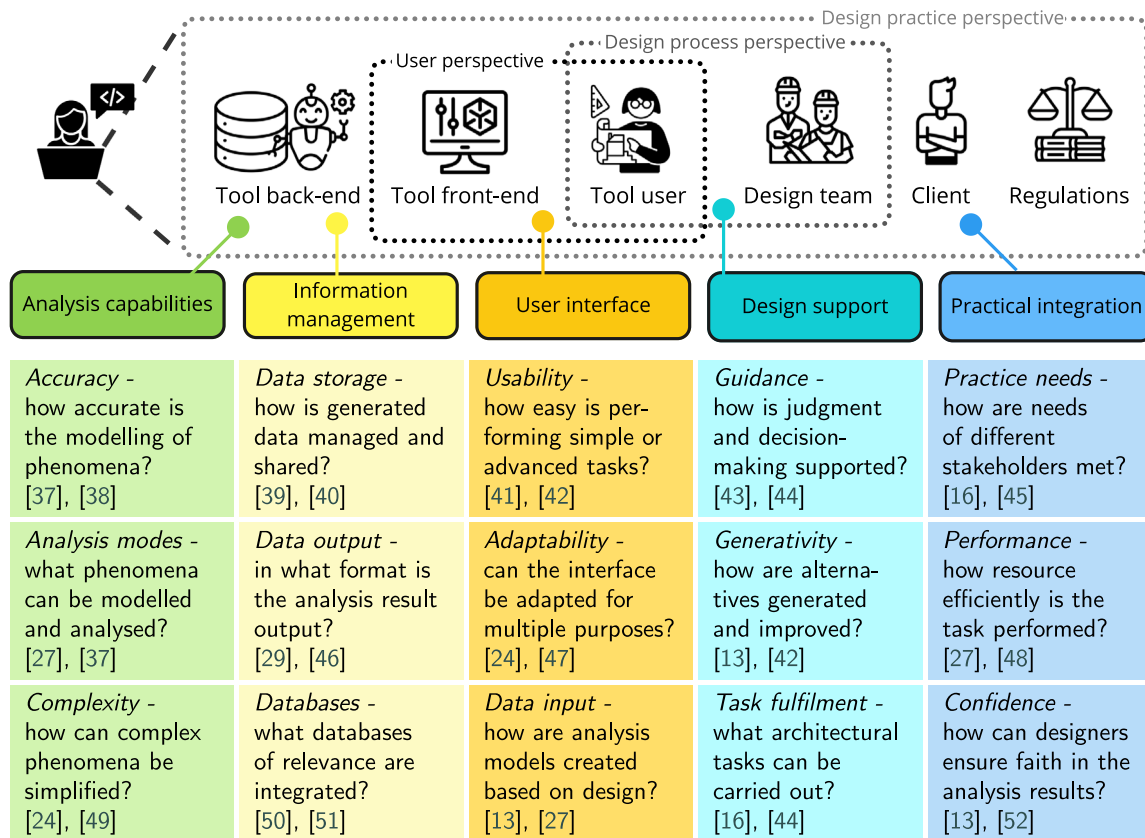 Design practice perspective
Design process perspective
User perspective
</>
Tool back-end
Tool front-end
Tool user
Design team
Client
Regulations
Analysis capabilities
Information
management
User interface
Design support
Practical integration
Accuracy -
how accurate is
the modelling of
phenomena?
[37], [38]
Data storage -
how is generated
data managed and
shared?
[39], [40]
Usability -
how easy is per-
forming simple or
advanced tasks?
[41], [42]
Guidance -
how is judgment
and decision-
making supported?
[43], [44]
Practice needs -
how are needs
of different
stakeholders met?
[16], [45]
Analysis modes -
what phenomena
can be modelled
and analysed?
[27], [37]
Data output -
in what format is
the analysis result
output?
[29], [46]
Adaptability -
can the interface
be adapted for
multiple purposes?
[24], [47]
Generativity -
how are alterna-
tives generated
and improved?
[13], [42]
Performance -
how resource
efficiently is the
task performed?
[27], [48]
Complexity -
how can complex
phenomena be
simplified?
[24], [49]
Databases -
what databases
of relevance are
integrated?
[50], [51]
Data input -
how are analysis
models created
based on design?
[13], [27]
Task fulfilment -
what architectural
tasks can be
carried out?
[16], [44]
Confidence -
how can designers
ensure faith in the
analysis results?
[13], [52]